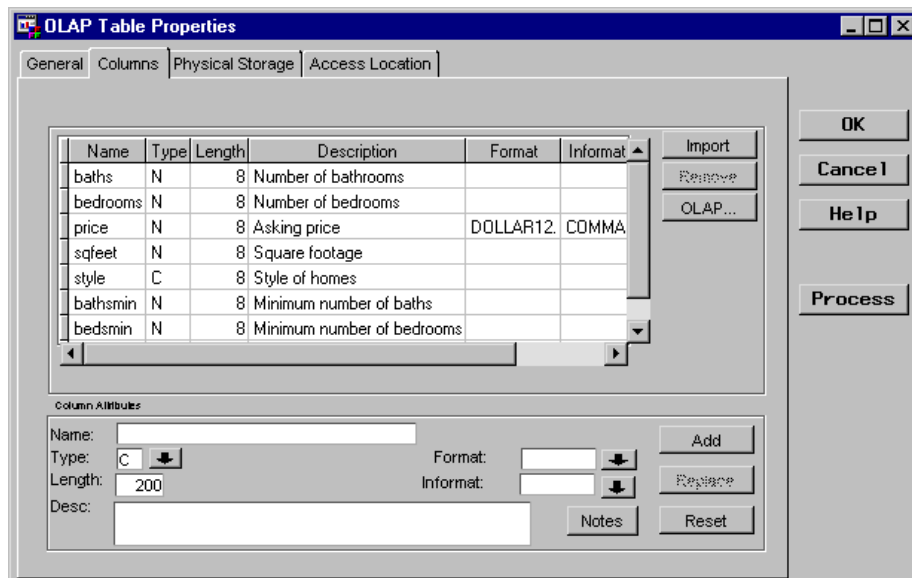 OLAP Table Properties
General Columns Physical Storage Access Location
Name Type Length Description Format Informat
baths N 8 Number of bathrooms
bedrooms N 8 Number of bedrooms
price N 8 Asking price DOLLAR12. COMMA
sqfeet N 8 Square footage
style C 8 Style of homes
bathsmin N 8 Minimum number of baths
bedsmin N 8 Minimum number of bedrooms
Import
Remove
OLAP...
OK
Cancel
Help
Process
Column Attributes
Name:
Type: C
Length: 200
Desc:
Format:
Informat:
Notes
Add
Replace
Reset